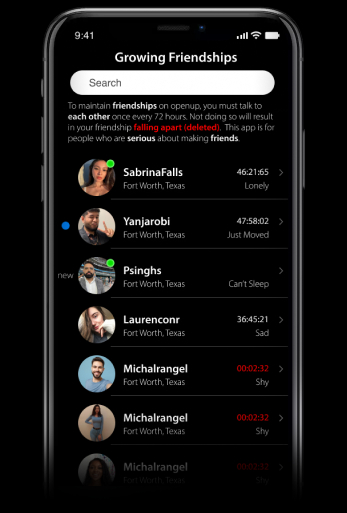 9:41
Growing Friendships
Search
To maintain friendships on openup, you must talk to
each other once every 72 hours. Not doing so will result
in your friendship falling apart (deleted). This app is for
people who are serious about making friends.
SabrinaFalls 46:21:65
Fort Worth, Texas Lonely
Yanjarobi 47:58:02
Fort Worth, Texas Just Moved
new Psinghs
Fort Worth, Texas Can't Sleep
Laurenconr 36:45:21
Fort Worth, Texas Sad
Michalrangel 00:02:32
Fort Worth, Texas Shy
Michalrangel 00:02:32
Fort Worth, Texas Shy
Michalrangel 00:02:32
Fort Worth, Texas Shy